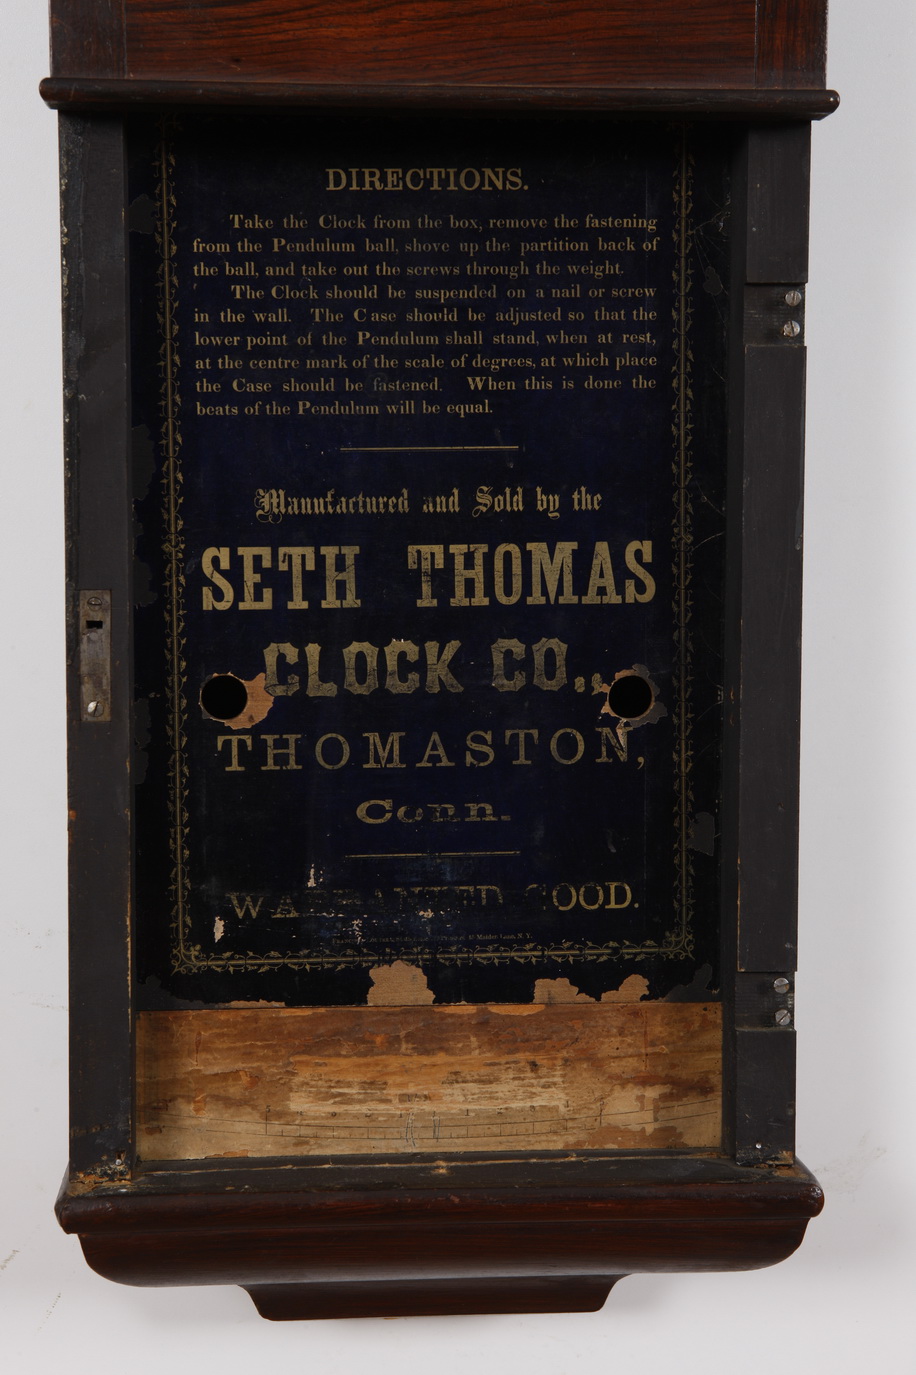 DIRECTIONS.
Take the Clock from the box, remove the fastening
from the Pendulum ball, shove up the partition back of
the ball, and take out the screws through the weight.
The Clock should be suspended on a nail or screw
in the wall. The Case should be adjusted so that the
lower point of the Pendulum shall stand, when at rest,
at the centre mark of the scale of degrees, at which place
the Case should be fastened. When this is done the
beats of the Pendulum will be equal.
Manufactured and Sold by the
SETH THOMAS
CLOCK CO.,
THOMASTON,
Conn.
WARRANTED GOOD.
Maiden Lane, N. Y.